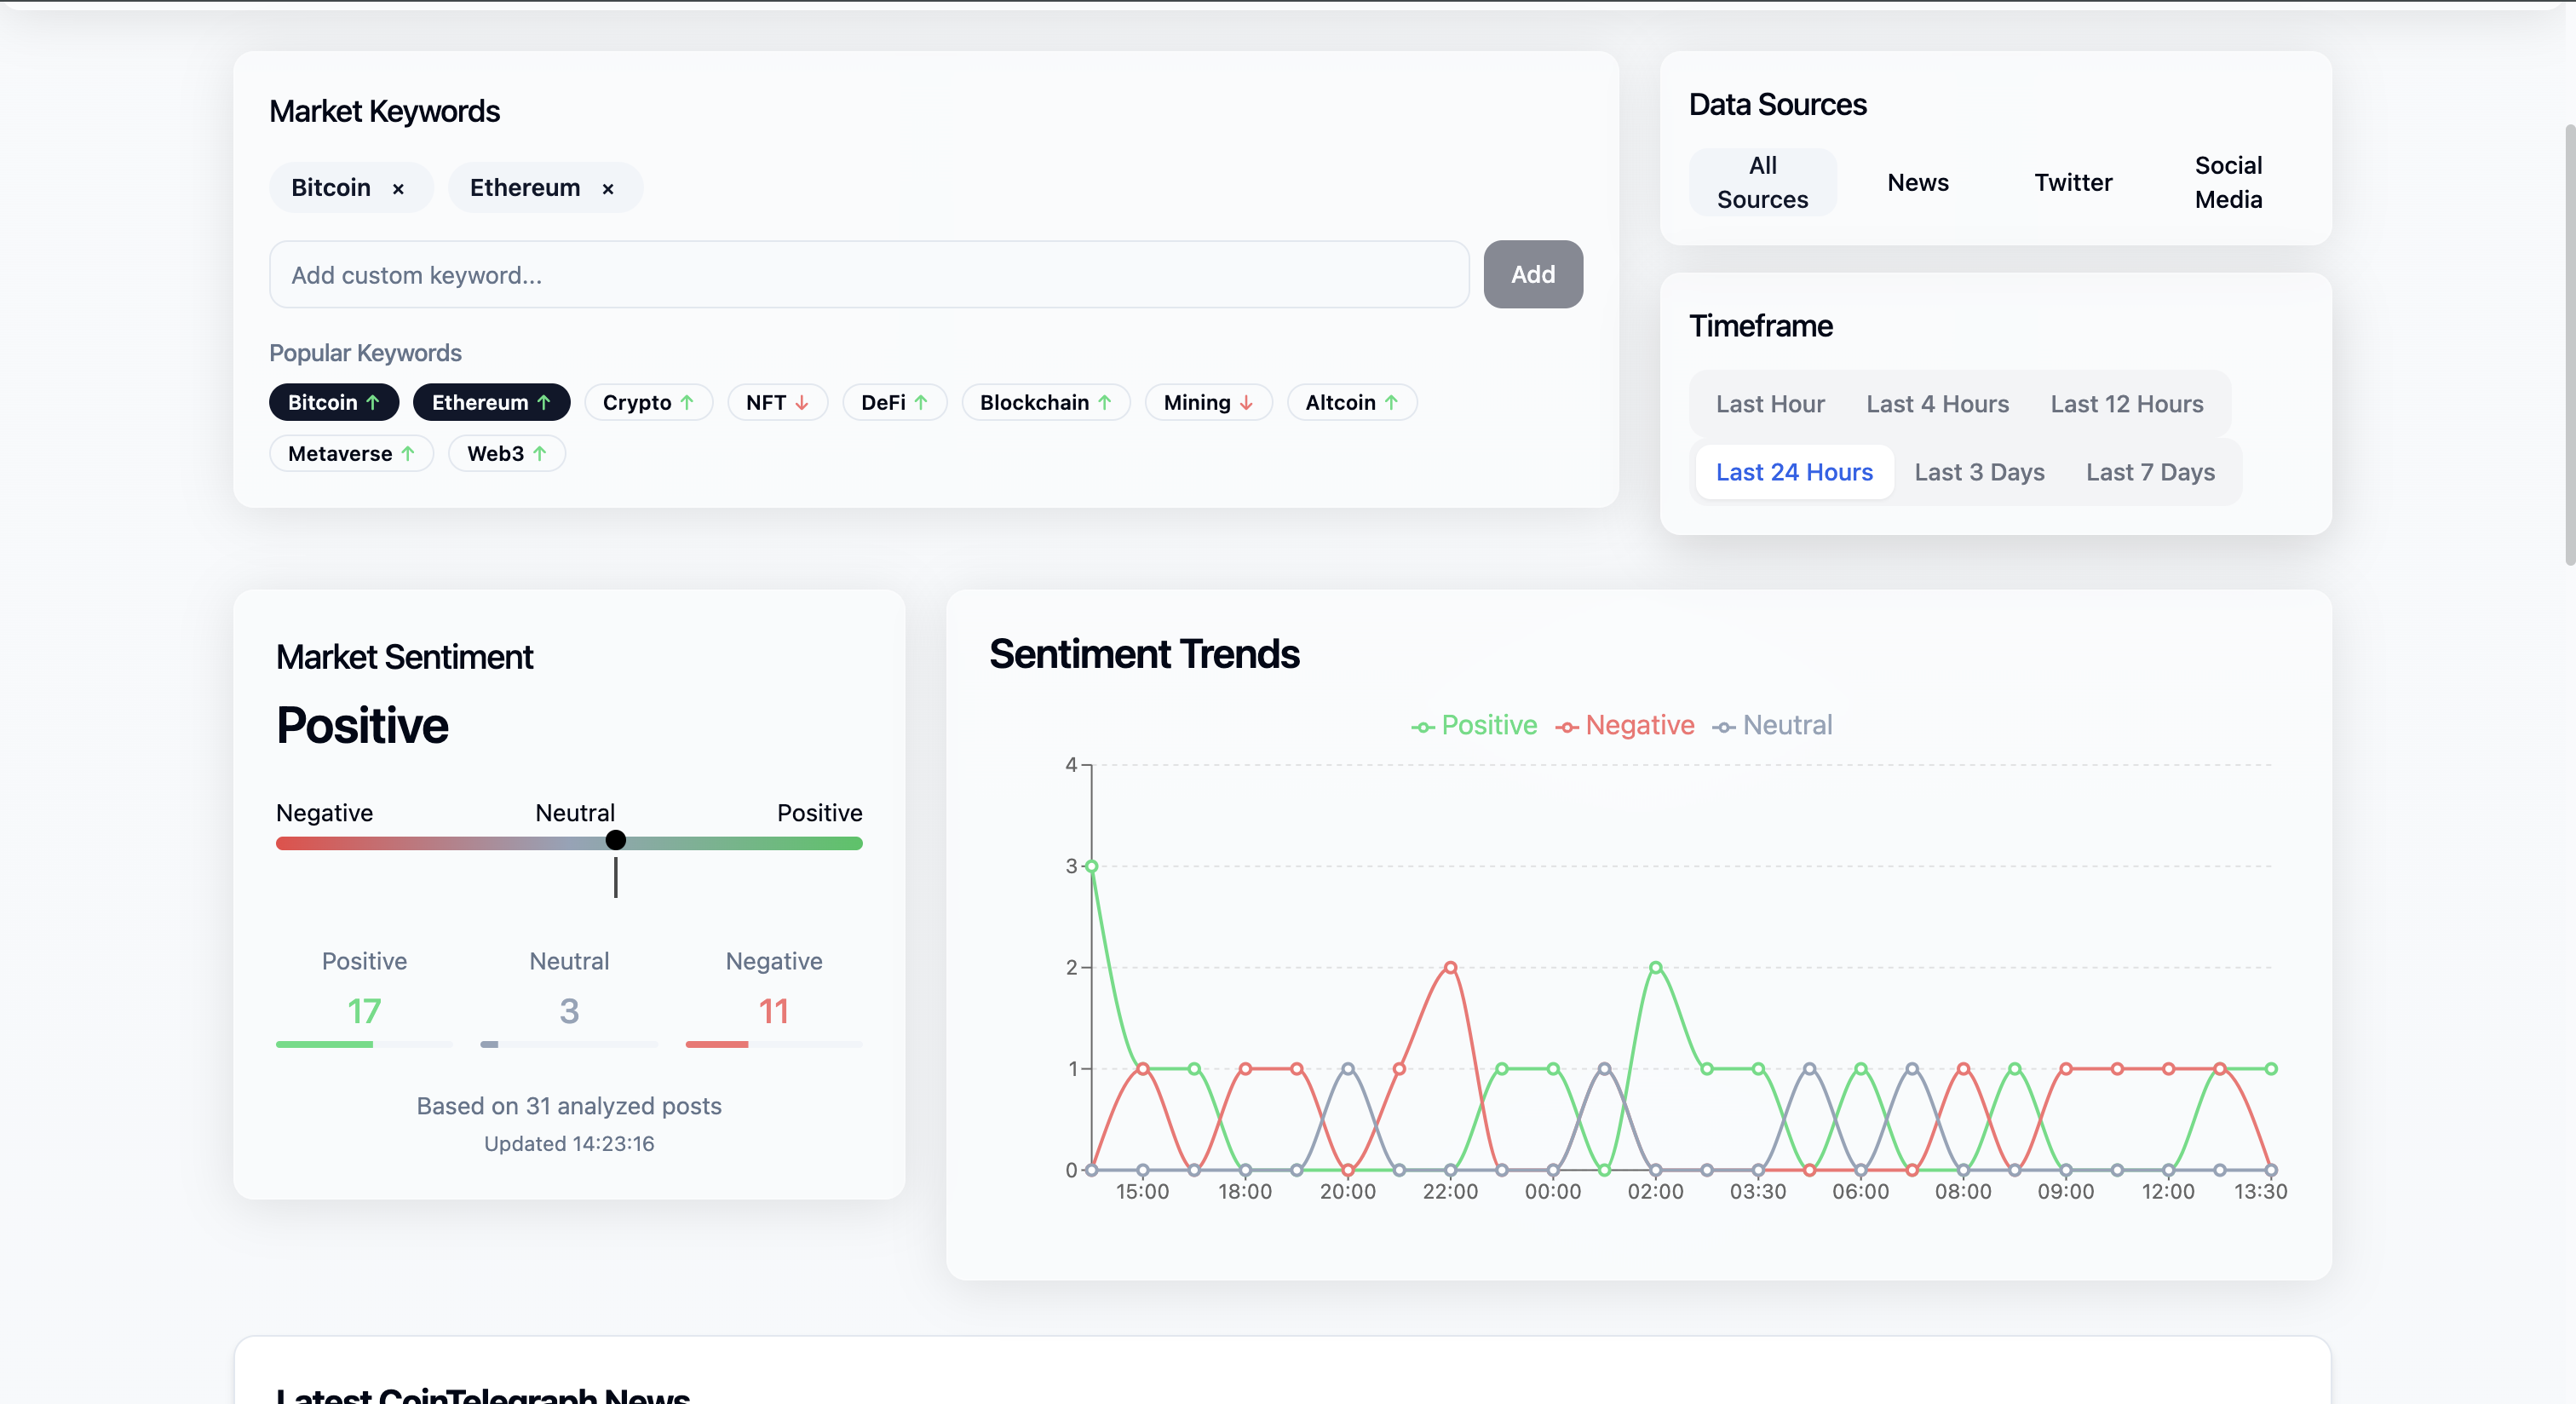 Market Keywords
Bitcoin ×
Ethereum ×
Add custom keyword...
Add
Popular Keywords
Bitcoin ↑
Ethereum ↑
Crypto ↑
NFT ↓
DeFi ↑
Blockchain ↑
Mining ↓
Altcoin ↑
Metaverse ↑
Web3 ↑
Data Sources
All
Sources
News
Twitter
Social
Media
Timeframe
Last Hour
Last 4 Hours
Last 12 Hours
Last 24 Hours
Last 3 Days
Last 7 Days
Market Sentiment
Positive
Negative
Neutral
Positive
Positive
Neutral
Negative
17
3
11
Based on 31 analyzed posts
Updated 14:23:16
Sentiment Trends
Positive
Negative
Neutral
4
3
2
1
0
15:00
18:00
20:00
22:00
00:00
02:00
03:30
06:00
08:00
09:00
12:00
13:30
Latest CoinTelegraph News